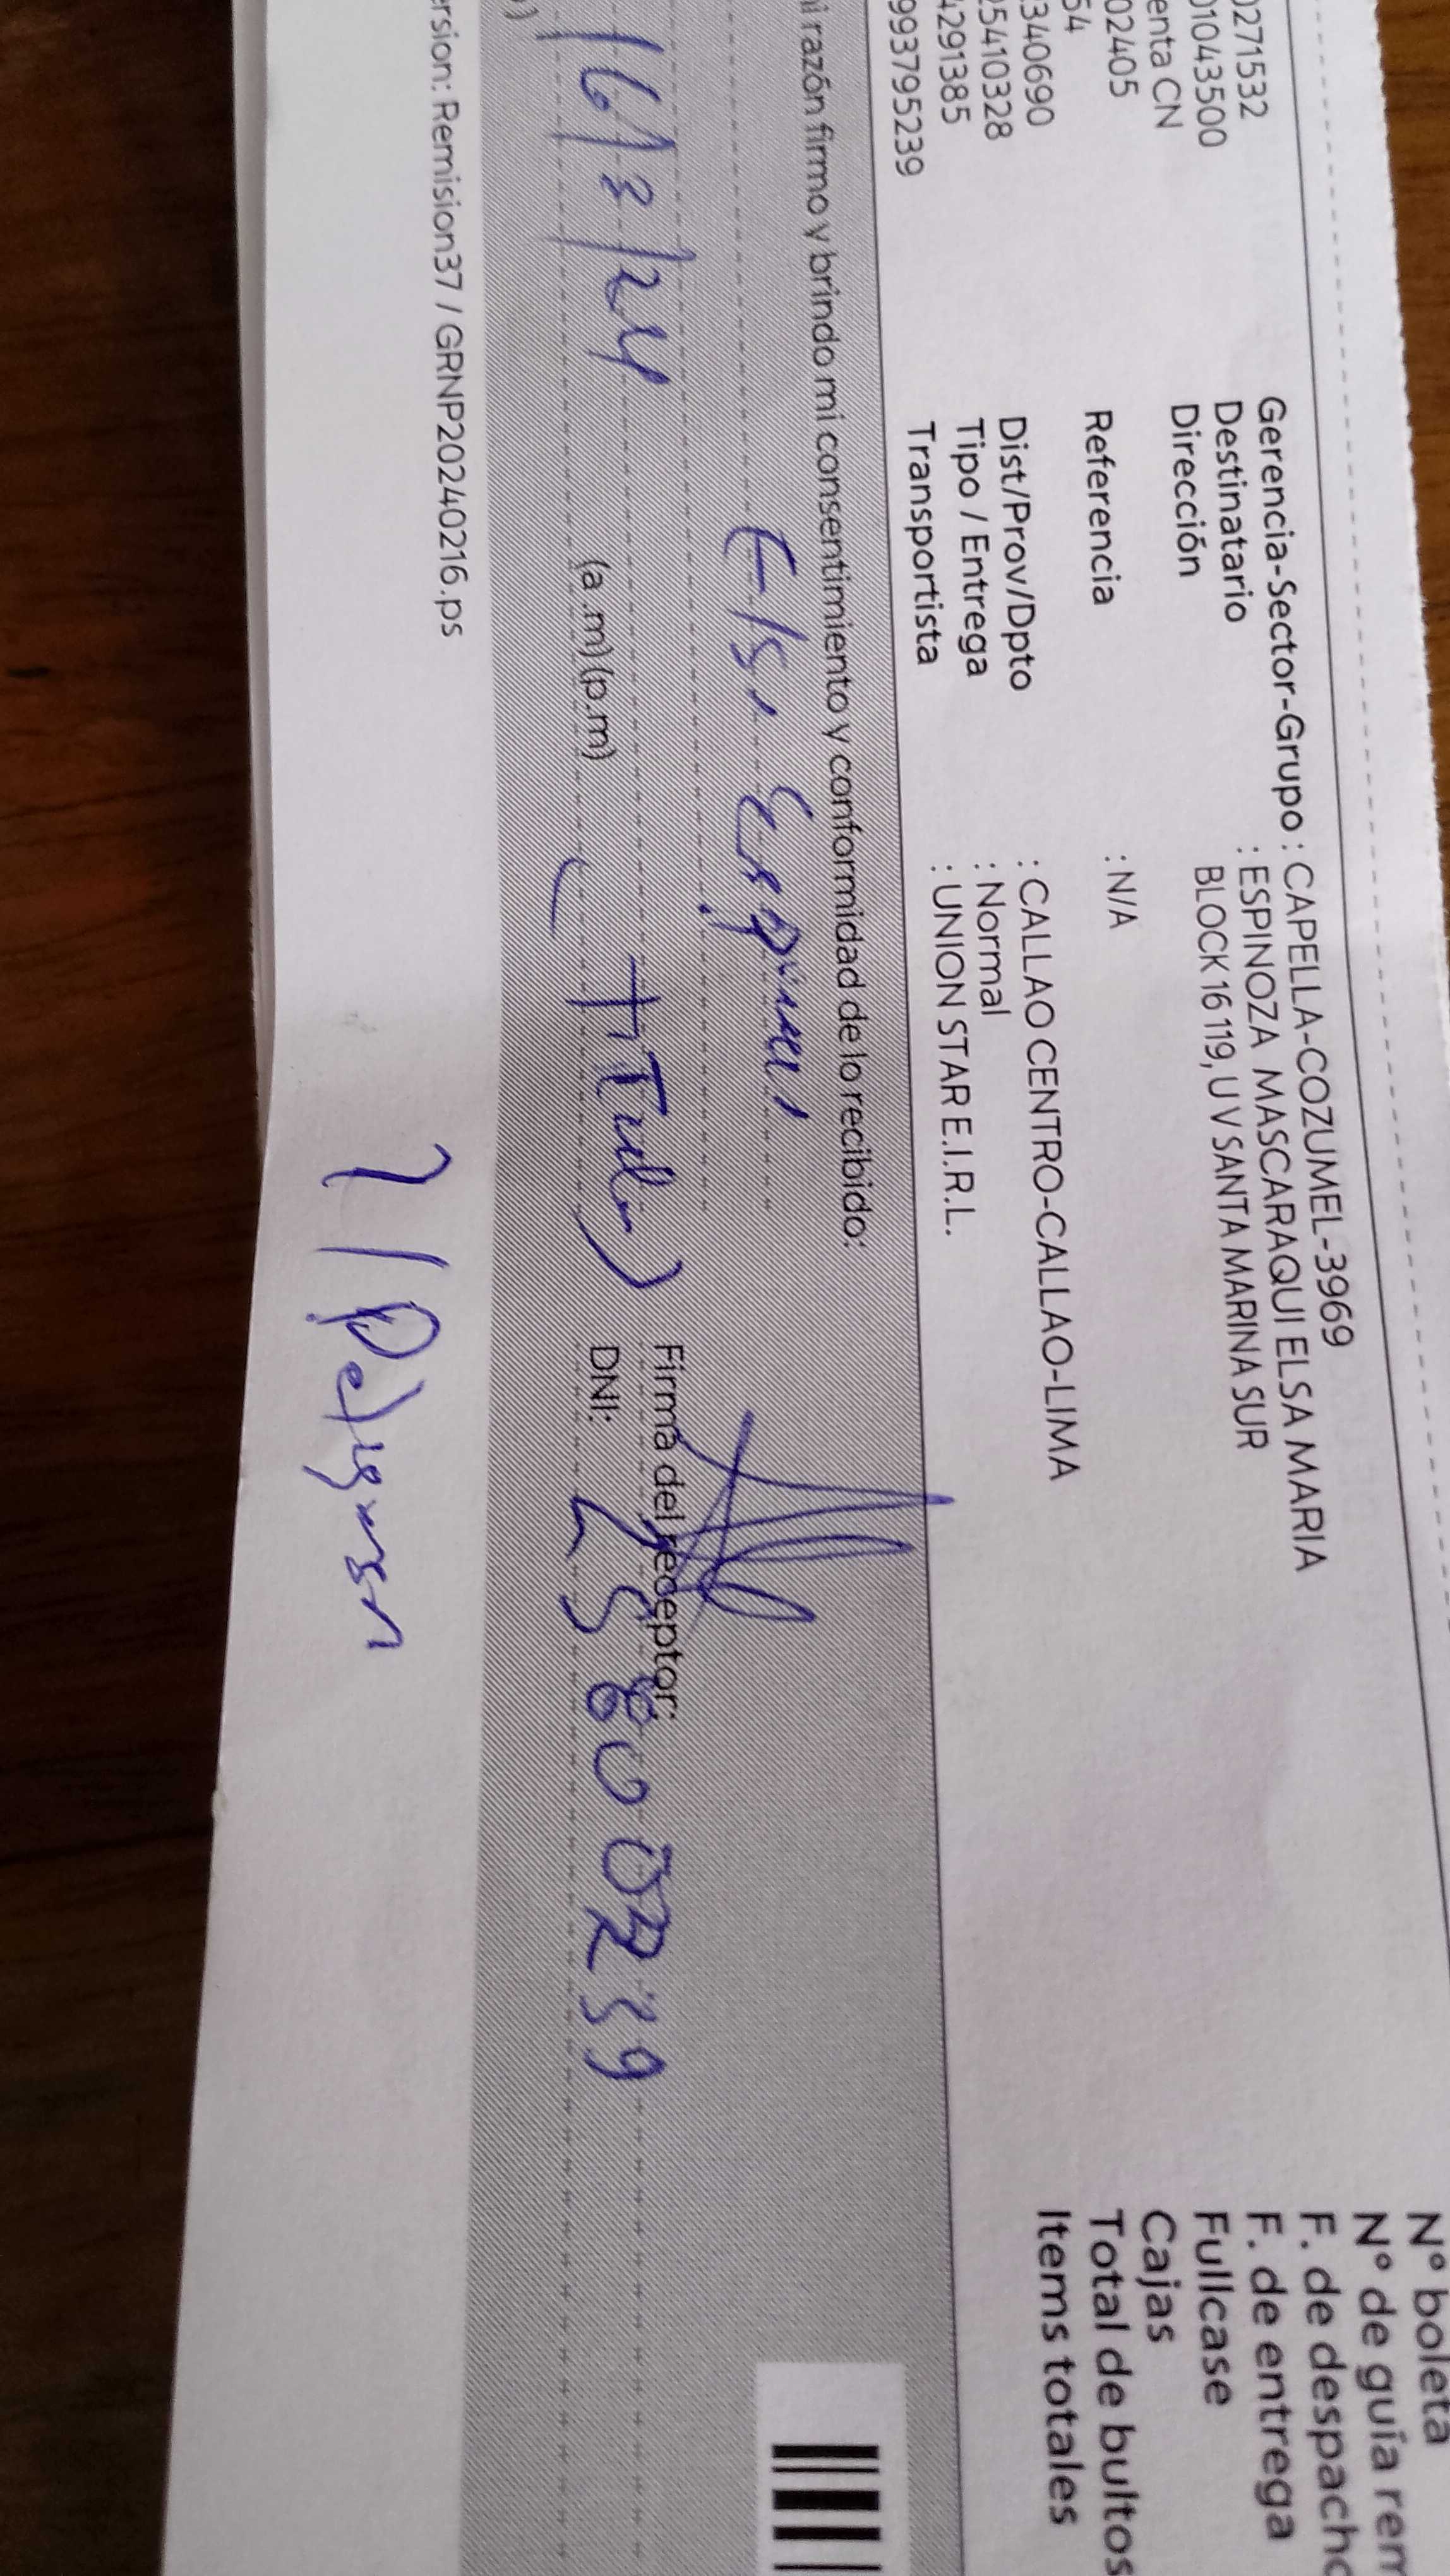 Nº boleta
Nº de guía rem
F. de despacho
F. de entrega
Fullcase
Cajas
Total de bultos
Items totales
0271532 Gerencia-Sector-Grupo : CAPELLA-COZUMEL-3969
01043500 Destinatario : ESPINOZA MASCARAQUI ELSA MARIA
enta CN Dirección BLOCK 16 119, U V SANTA MARINA SUR
02405
54 Referencia : N/A
340690 Dist/Prov/Dpto : CALLAO CENTRO-CALLAO-LIMA
25410328 Tipo / Entrega : Normal
4291385 Transportista : UNION STAR E.I.R.L.
993795239
i razón firmo y brindo mi consentimiento y conformidad de lo recibido:
Firma del receptor:
16/3/24 (a.m)(p.m) DNI: 25800239
ersion: Remision37 / GRNP20240216.ps